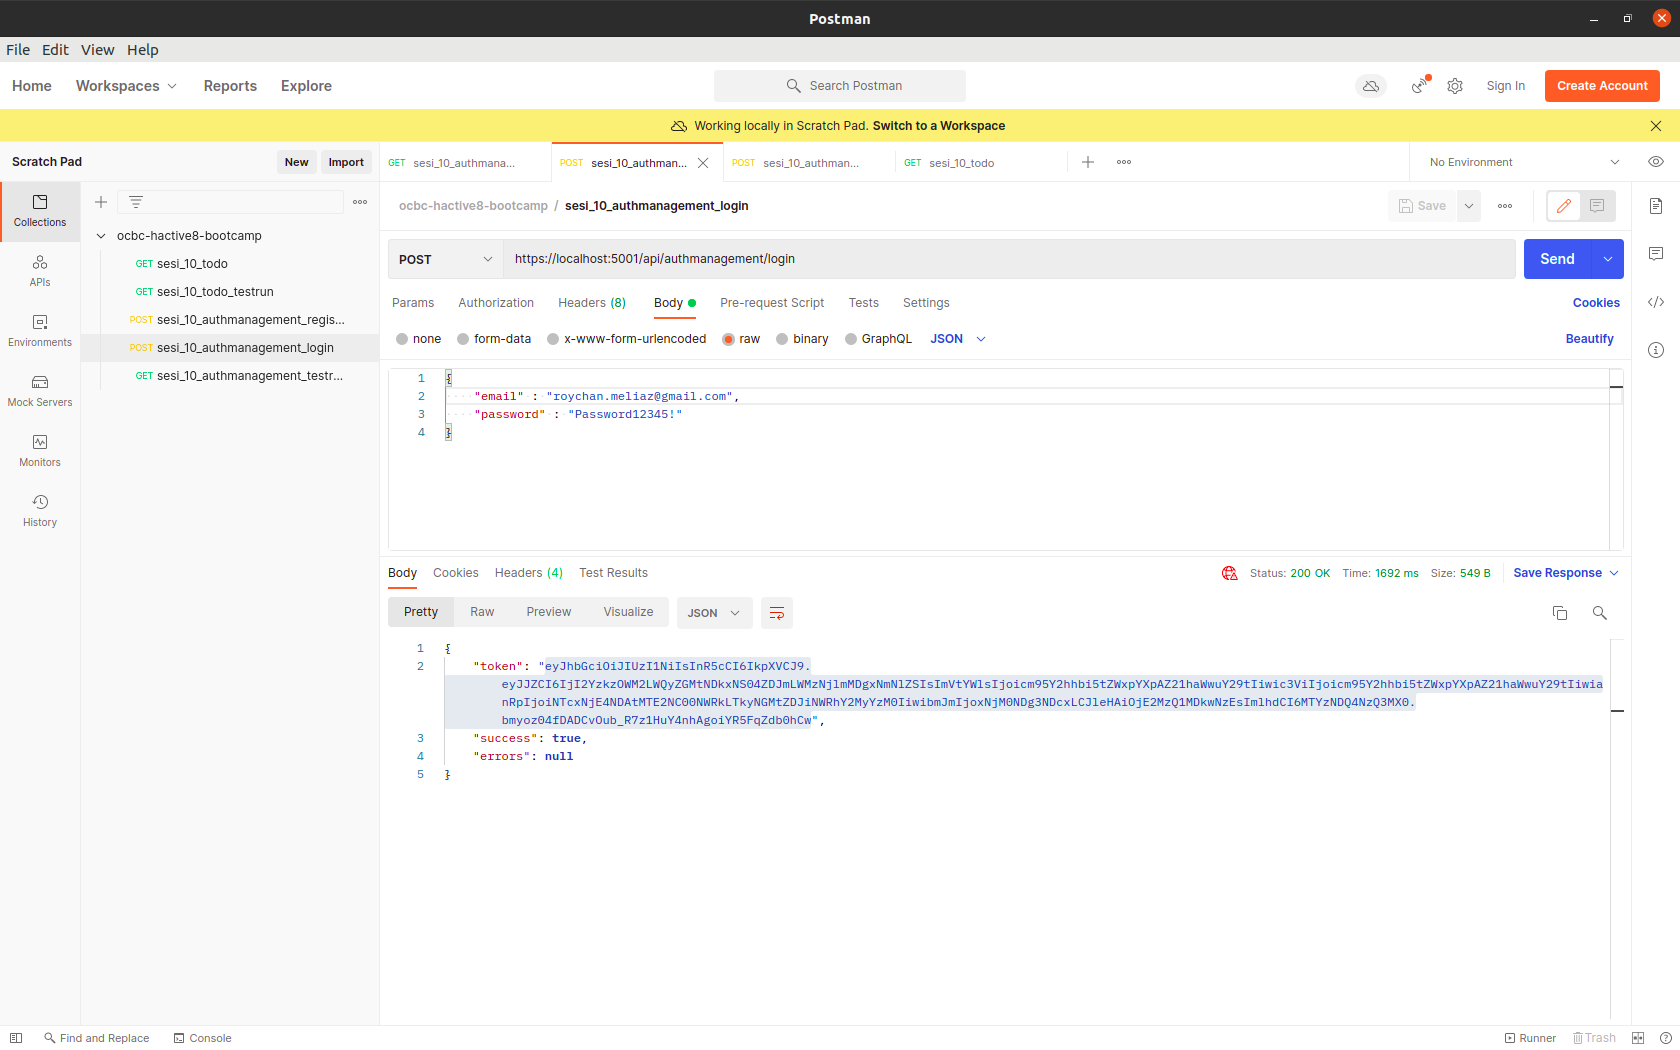 Postman
File Edit View Help
Home Workspaces Reports Explore
Search Postman
Sign In Create Account
Working locally in Scratch Pad. Switch to a Workspace
Scratch Pad
New Import
GET sesi_10_authmana...
POST sesi_10_authman...
POST sesi_10_authman...
GET sesi_10_todo
No Environment
Collections
APIs
Environments
Mock Servers
Monitors
History
ocbc-hactive8-bootcamp
GET sesi_10_todo
GET sesi_10_todo_testrun
POST sesi_10_authmanagement_regis...
POST sesi_10_authmanagement_login
GET sesi_10_authmanagement_testr...
ocbc-hactive8-bootcamp / sesi_10_authmanagement_login
Save
POST https://localhost:5001/api/authmanagement/login
Send
Params Authorization Headers (8) Body Pre-request Script Tests Settings
Cookies
none form-data x-www-form-urlencoded raw binary GraphQL JSON
Beautify
1 {
2 "email" : "roychan.meliaz@gmail.com",
3 "password" : "Password12345!"
4 }
Body Cookies Headers (4) Test Results
Status: 200 OK Time: 1692 ms Size: 549 B
Save Response
Pretty Raw Preview Visualize JSON
1 {
2 "token": "eyJhbGciOiJIUzI1NiIsInR5cCI6IkpXVCJ9.
eyJJZCI6IjI2YzkzOWM2LWQyZGMtNDkxNS04ZDJmLWMzNjlmMDgxNmNlZSIsImVtYWlsIjoicm95Y2hhbi5tZWxpYXpAZ21haWwuY29tIiwic3ViIjoicm95Y2hhbi5tZWxpYXpAZ21haWwuY29tIiwia
nRpIjoiNTcxNjE4NDAtMTE2NC00NWRkLTkyNGMtZDJiNWRhY2MyYzM0IiwibmJmIjoxNjM0NDg3NDcxLCJleHAiOjE2MzQ1MDkwNzEsImlhdCI6MTYzNDQ4NzQ3MX0.
bmyoz04fDADCvOub_R7z1HuY4nhAgoiYR5FqZdb0hCw",
3 "success": true,
4 "errors": null
5 }
Find and Replace Console
Runner Trash